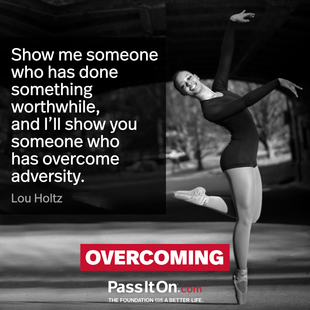 Show me someone
who has done
something
worthwhile,
and I'll show you
someone who
has overcome
adversity.
Lou Holtz
OVERCOMING
PassItOn.com
THE FOUNDATION FOR A BETTER LIFE.